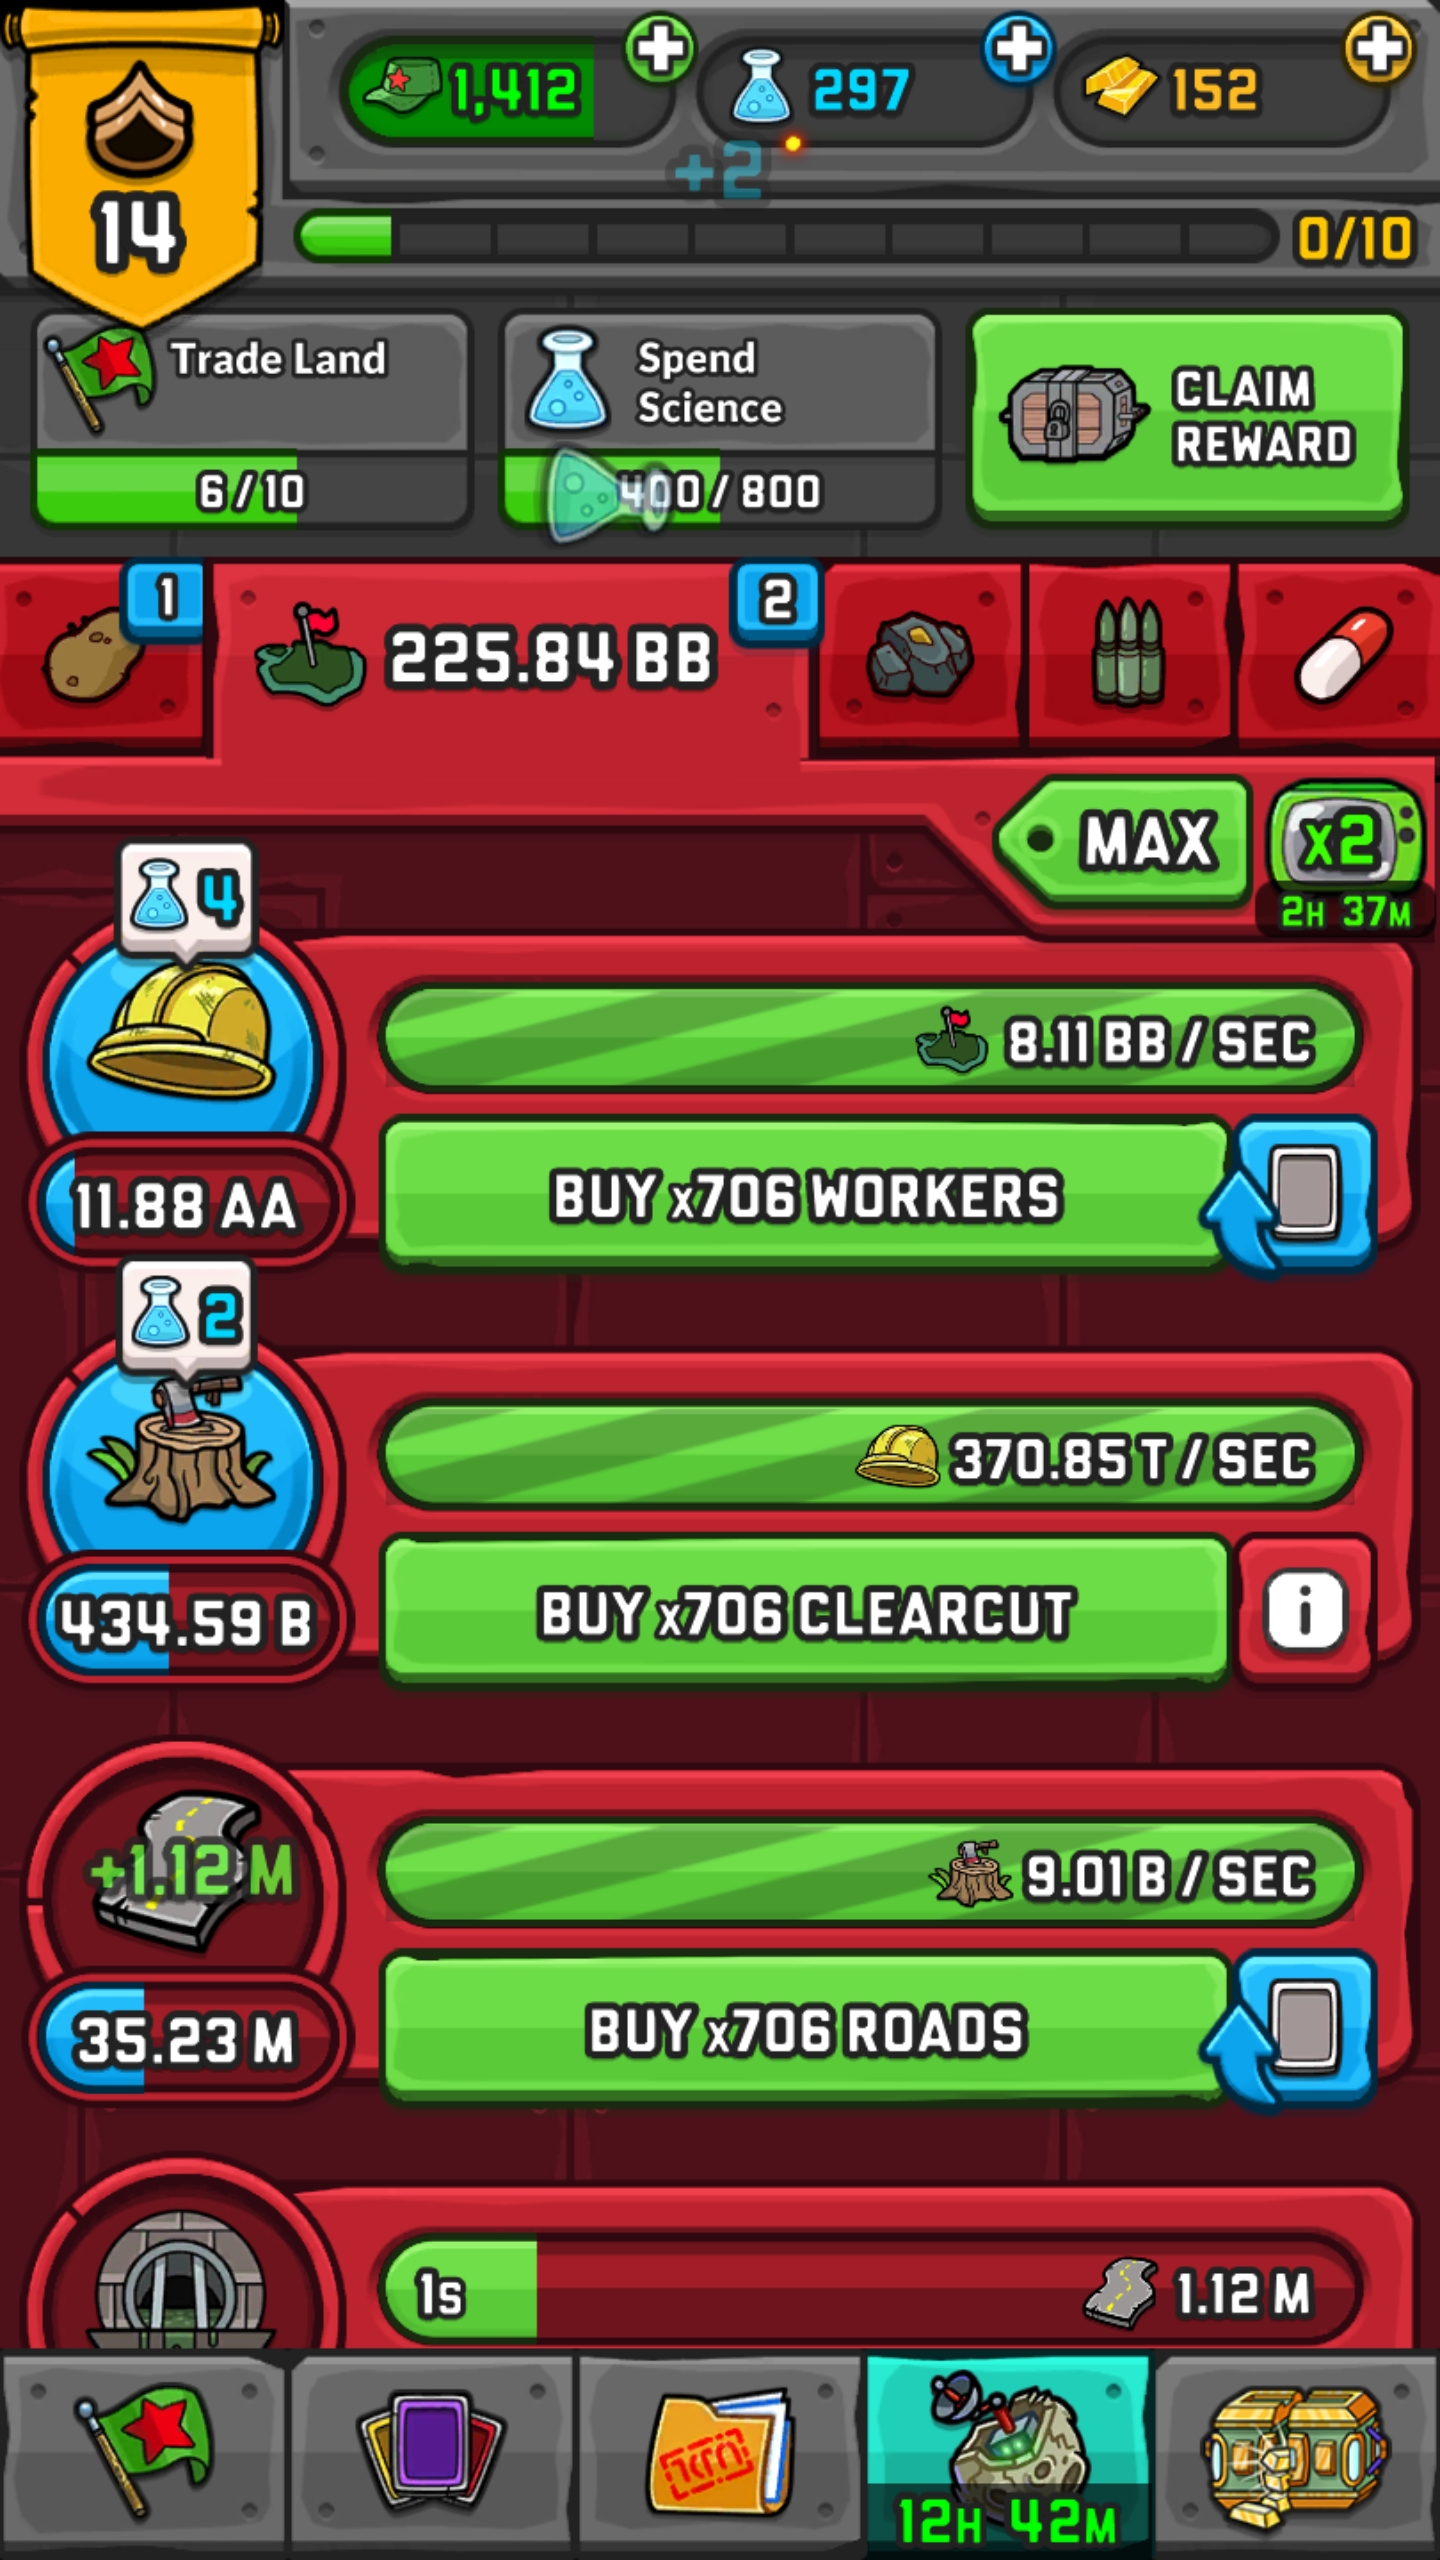 1,412
297
152
+2
14
0/10
Trade Land
6/10
Spend
Science
400/800
CLAIM
REWARD
1
225.84 BB
2
MAX
x2
2H 37M
4
8.11 BB / SEC
11.88 AA
BUY x706 WORKERS
2
370.85 T / SEC
434.59 B
BUY x706 CLEARCUT
i
+1.12 M
9.01 B / SEC
35.23 M
BUY x706 ROADS
1s
1.12 M
12H 42M